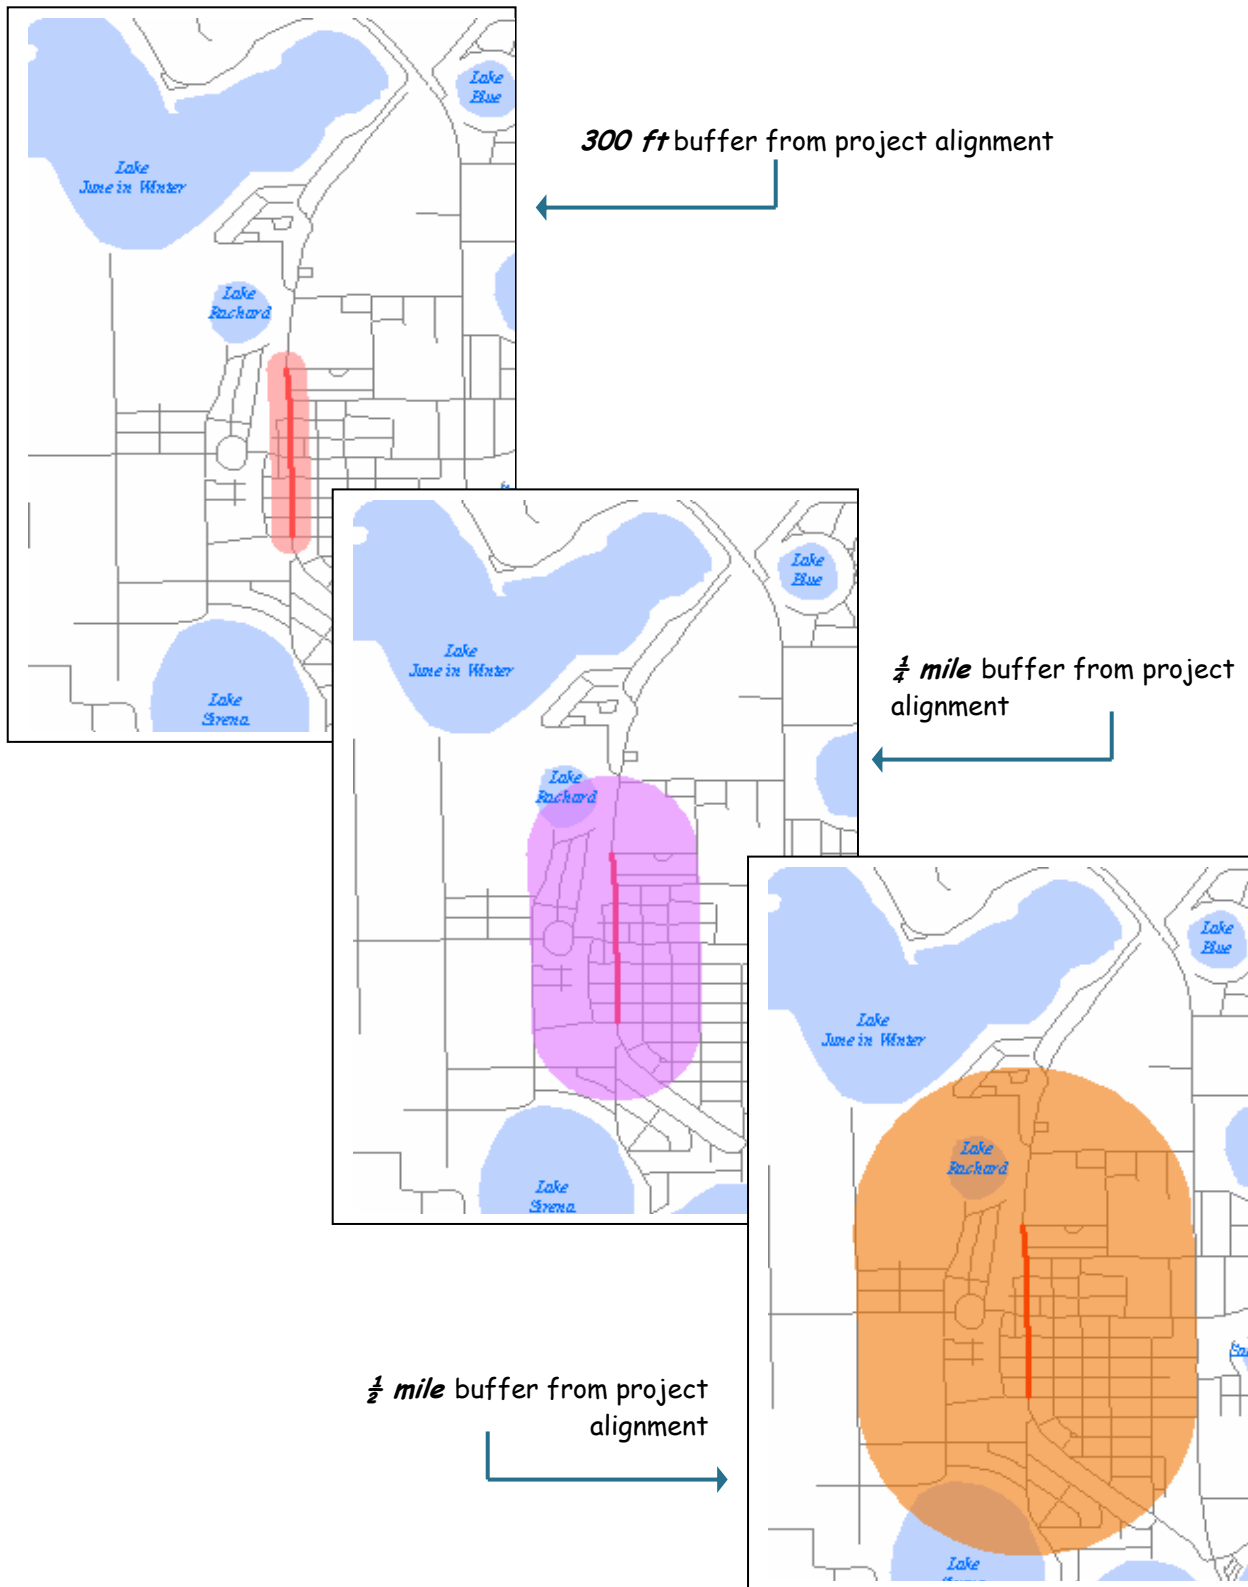 Lake
Blue
Lake
June in Winter
Lake
Rachard
Lake
Sirena
300 ft buffer from project alignment
Lake
Blue
Lake
June in Winter
Lake
Rachard
Lake
Sirena
¼ mile buffer from project
alignment
Lake
Blue
Lake
June in Winter
Lake
Rachard
Lake
½ mile buffer from project
alignment